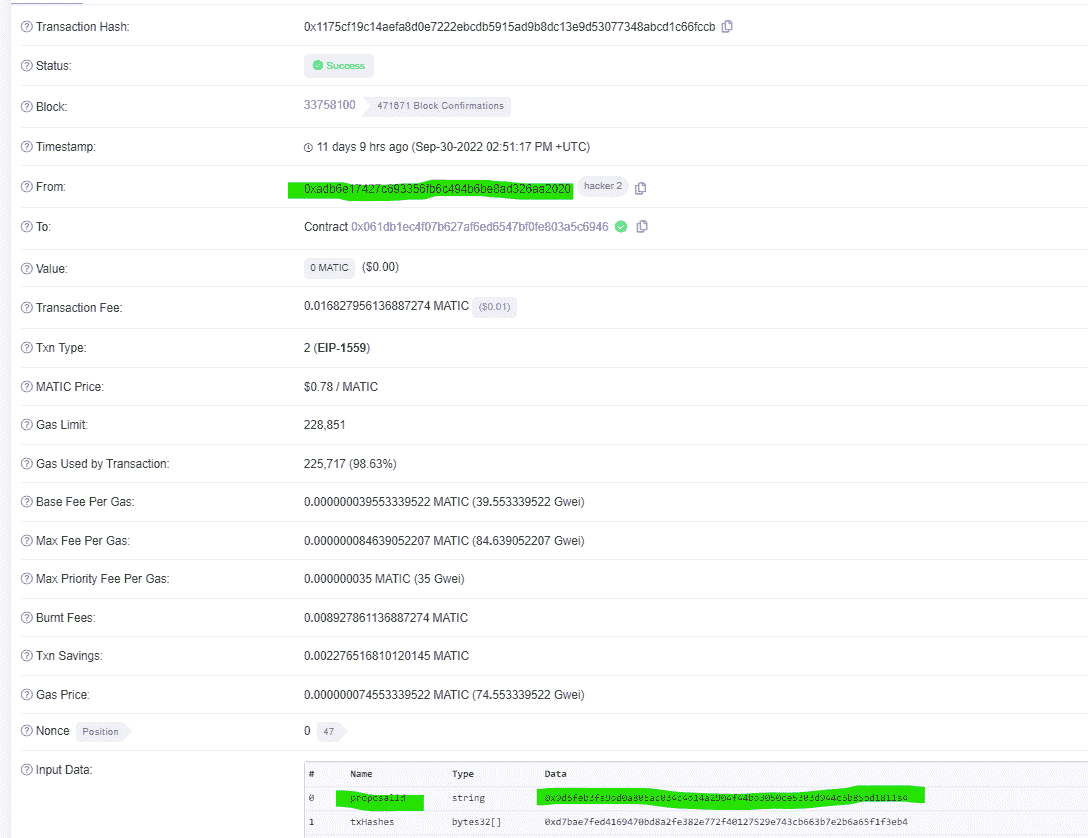 Transaction Hash: 0x1175cf19c14aefa8d0e7222ebcdb5915ad9b8dc13e9d53077348abcd1c66fccb
Status: Success
Block: 33758100 471671 Block Confirmations
Timestamp: 11 days 9 hrs ago (Sep-30-2022 02:51:17 PM +UTC)
From: hacker 2
To: Contract 0x061db1ec4f07b627af6ed6547bf0fe803a5c6946
Value: 0 MATIC ($0.00)
Transaction Fee: 0.016827956136887274 MATIC ($0.01)
Txn Type: 2 (EIP-1559)
MATIC Price: $0.78 / MATIC
Gas Limit: 228,851
Gas Used by Transaction: 225,717 (98.63%)
Base Fee Per Gas: 0.000000039553339522 MATIC (39.553339522 Gwei)
Max Fee Per Gas: 0.000000084639052207 MATIC (84.639052207 Gwei)
Max Priority Fee Per Gas: 0.000000035 MATIC (35 Gwei)
Burnt Fees: 0.008927861136887274 MATIC
Txn Savings: 0.002276516810120145 MATIC
Gas Price: 0.000000074553339522 MATIC (74.553339522 Gwei)
Nonce Position 0 47
Input Data:
# Name Type Data
0 proposalId string
1 txHashes bytes32[] 0xd7bae7fed4169470bd8a2fe382e772f40127529e743cb663b7e2b6a65f1f3eb4